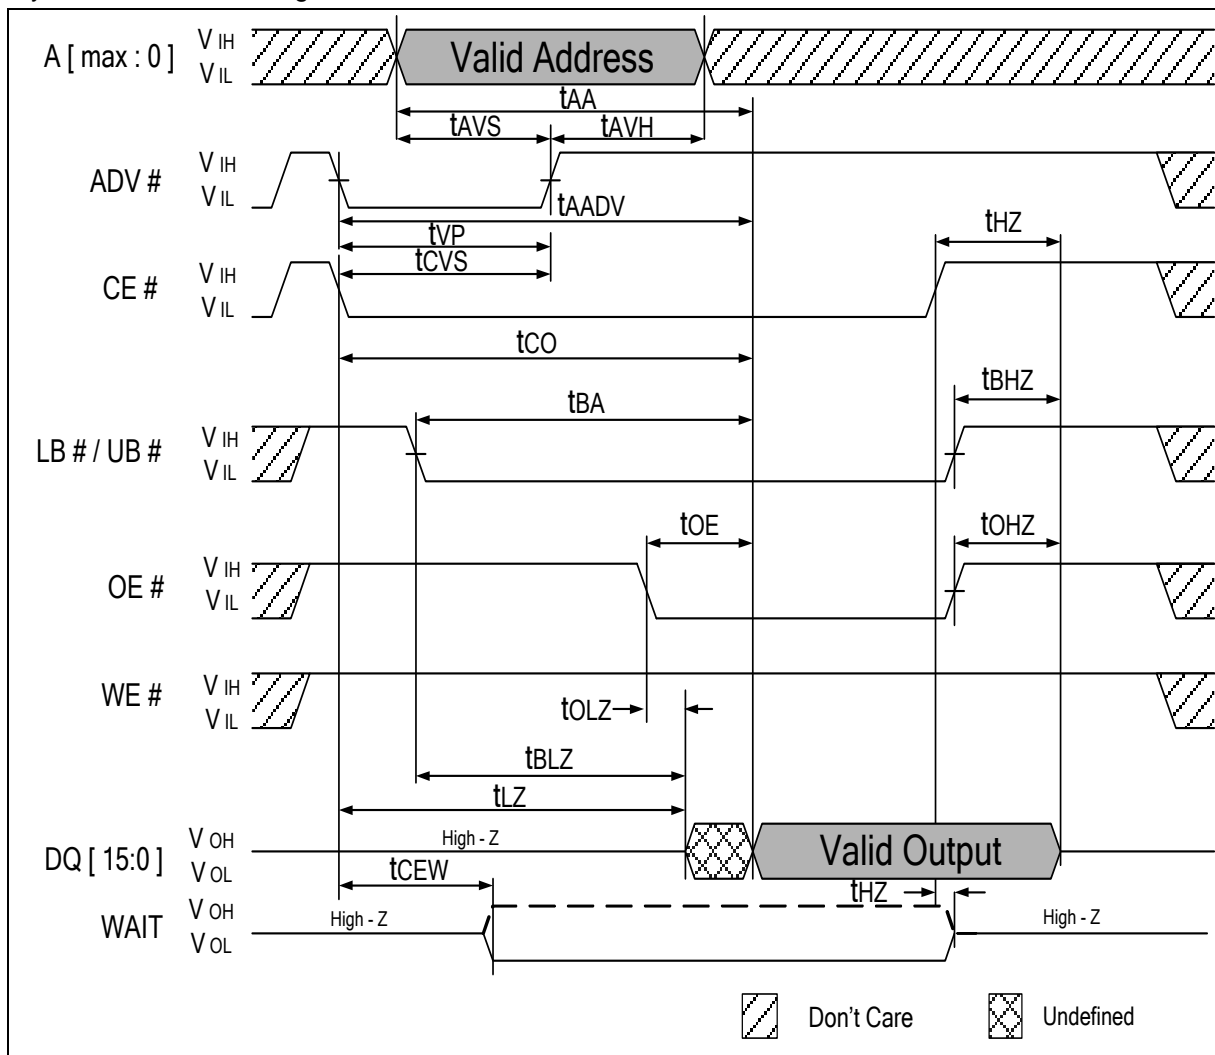 A [ max : 0 ]
V IH
V IL
Valid Address
tAA
tAVS
tAVH
ADV #
V IH
V IL
tAADV
tVP
tCVS
tHZ
CE #
V IH
V IL
tCO
tBHZ
tBA
LB # / UB #
V IH
V IL
tOE
tOHZ
OE #
V IH
V IL
WE #
V IH
V IL
tOLZ
tBLZ
tLZ
DQ [ 15:0 ]
V OH
V OL
High - Z
Valid Output
tCEW
tHZ
WAIT
V OH
V OL
High - Z
High - Z
Don't Care
Undefined